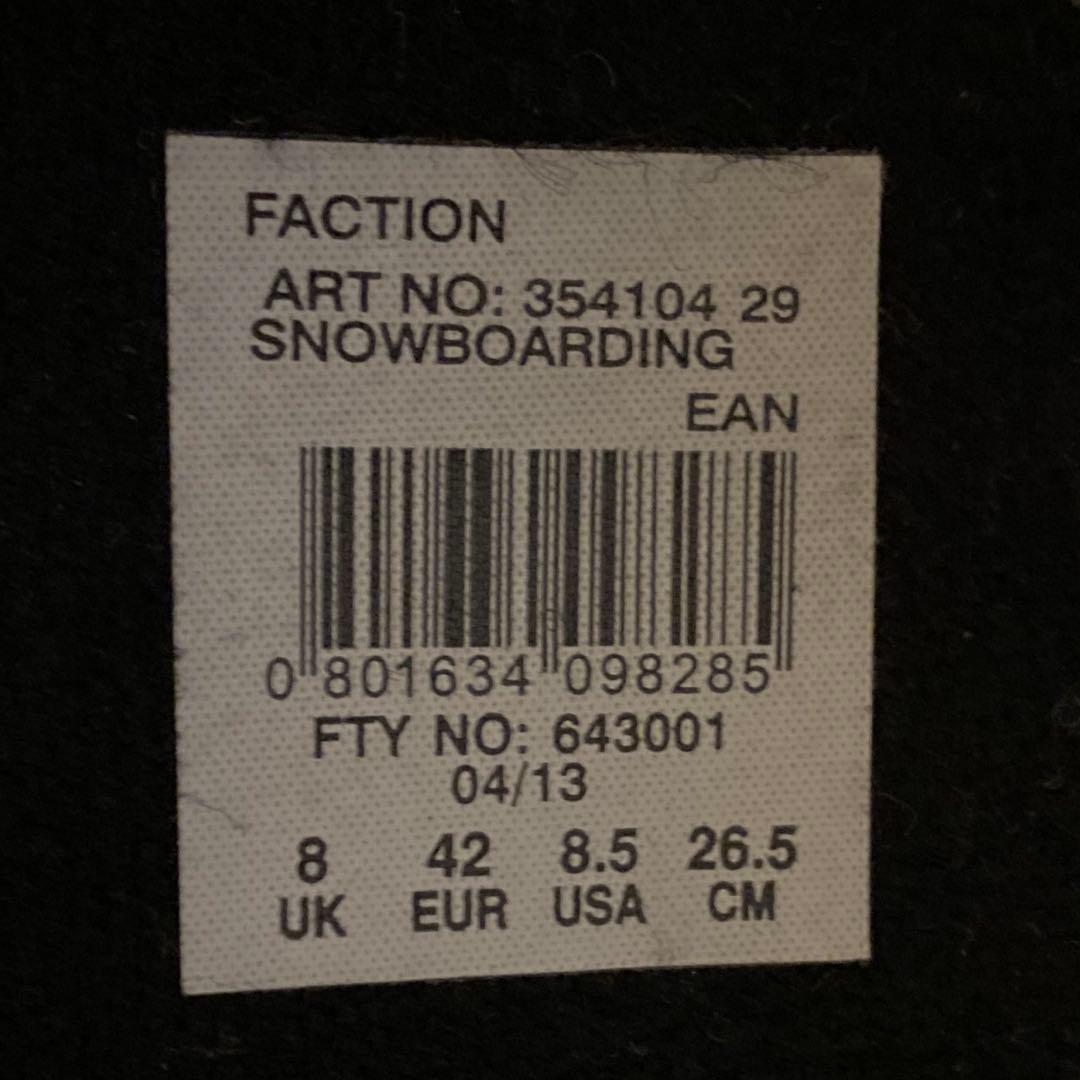 FACTION
ART NO: 354104 29
SNOWBOARDING
EAN
0 801634 098285
FTY NO: 643001
04/13
8 42 8.5 26.5
UK EUR USA CM